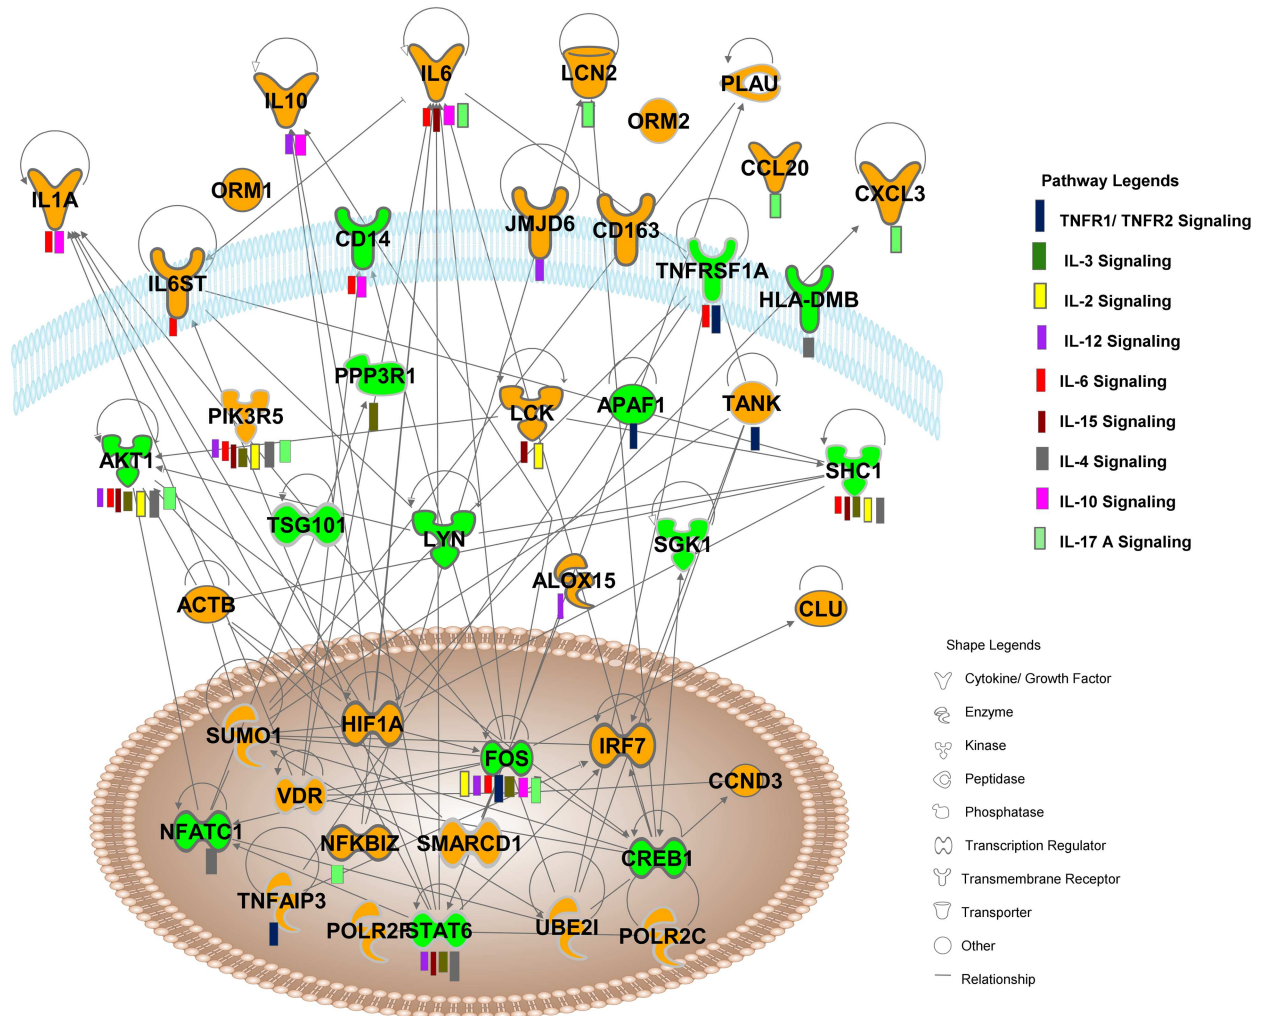 IL6
LCN2
PLAU
IL10
ORM2
CCL20
CXCL3
IL1A
ORM1
CD14
JMJD6
CD163
TNFRSF1A
IL6ST
HLA-DMB
PPP3R1
PIK3R5
LCK
APAF1
TANK
AKT1
SHC1
TSG101
LYN
SGK1
ALOX15
ACTB
CLU
SUMO1
HIF1A
FOS
IRF7
VDR
CCND3
NFATC1
NFKBIZ
SMARCD1
CREB1
TNFAIP3
POLR2F
STAT6
UBE2I
POLR2C
Pathway Legends
TNFR1/ TNFR2 Signaling
IL-3 Signaling
IL-2 Signaling
IL-12 Signaling
IL-6 Signaling
IL-15 Signaling
IL-4 Signaling
IL-10 Signaling
IL-17 A Signaling
Shape Legends
Cytokine/ Growth Factor
Enzyme
Kinase
Peptidase
Phosphatase
Transcription Regulator
Transmembrane Receptor
Transporter
Other
Relationship